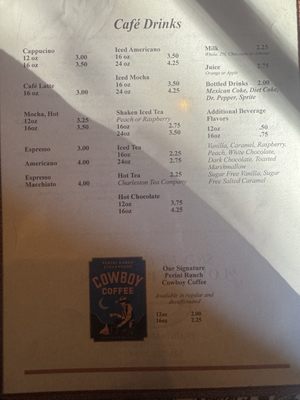 Café Drinks
Cappucino
12 oz 3.00
16 oz 3.50
Café Latte
16 oz 3.00
Mocha, Hot
12oz 3.25
16oz 3.50
Espresso 3.00
Americano 4.00
Espresso
Macchiato 4.00
Iced Americano
16 oz 3.50
24 oz 4.25
Iced Mocha
16 oz 3.50
24 oz 4.25
Shaken Iced Tea
Peach or Raspberry
16oz 2.75
24oz 3.50
Iced Tea
16oz 2.25
24oz 2.75
Hot Tea 2.25
Charleston Tea Company
Hot Chocolate
12oz 3.75
16oz 4.25
Milk 2.25
Juice 2.75
Orange or Apple
Bottled Drinks 2.00
Mexican Coke, Diet Coke,
Dr. Pepper, Sprite
Additional Beverage
Flavors
12oz .50
16oz .75
Vanilla, Caramel, Raspberry,
Peach, White Chocolate,
Dark Chocolate, Toasted
Marshmallow
Sugar Free Vanilla, Sugar
Free Salted Caramel
PERINI RANCH
STEAKHOUSE
COWBOY
COFFEE
Our Signature
Perini Ranch
Cowboy Coffee
Available in regular and
decaffeinated
12oz 2.00
16oz 2.25